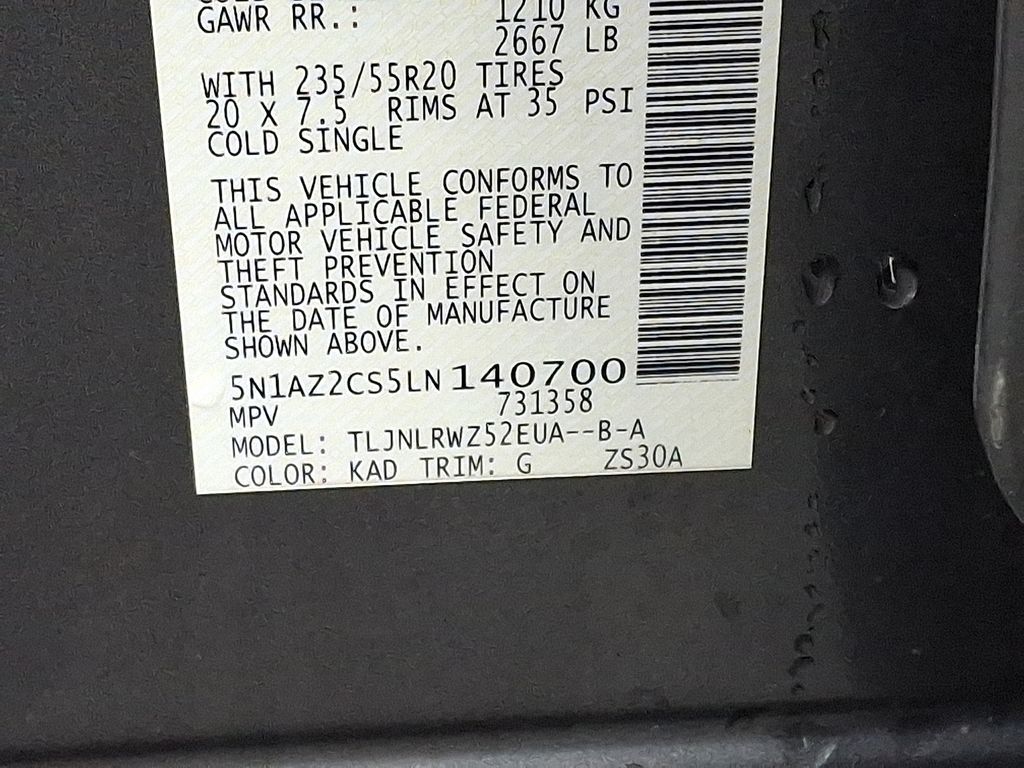 GAWR RR.: 1210 KG
2667 LB
WITH 235/55R20 TIRES
20 X 7.5 RIMS AT 35 PSI
COLD SINGLE
THIS VEHICLE CONFORMS TO
ALL APPLICABLE FEDERAL
MOTOR VEHICLE SAFETY AND
THEFT PREVENTION
STANDARDS IN EFFECT ON
THE DATE OF MANUFACTURE
SHOWN ABOVE.
5N1AZ2CS5LN140700
MPV 731358
MODEL: TLJNLRWZ52EUA--B-A
COLOR: KAD TRIM: G ZS30A